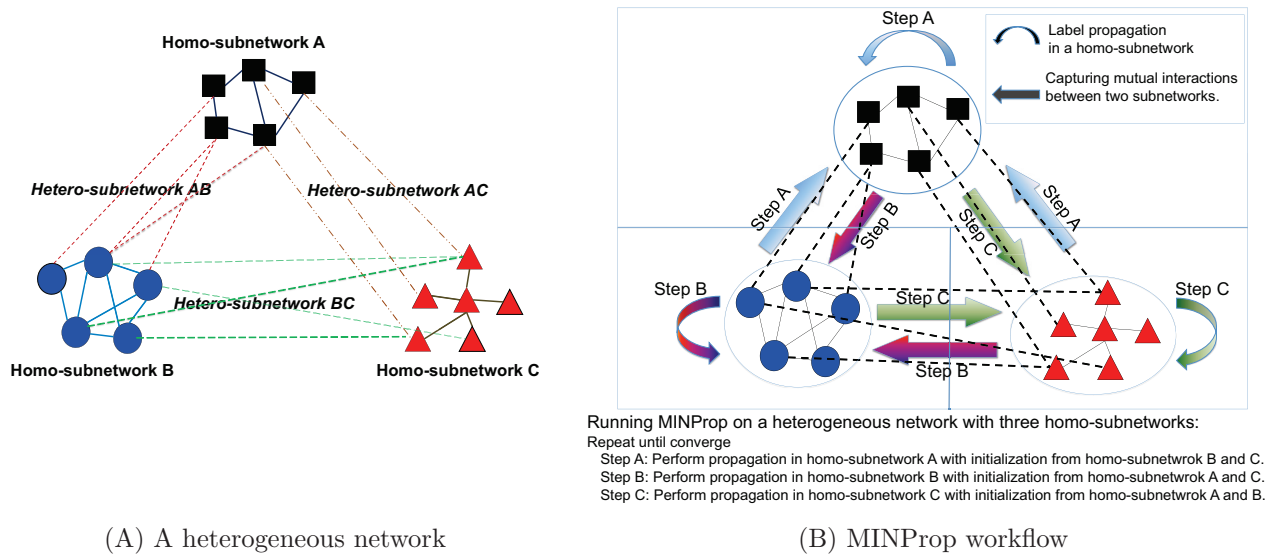 Homo-subnetwork A
Hetero-subnetwork AB
Hetero-subnetwork AC
Hetero-subnetwork BC
Homo-subnetwork B
Homo-subnetwork C
(A) A heterogeneous network
Step A
Label propagation
in a homo-subnetwork
Capturing mutual interactions
between two subnetworks.
Step A
Step B
Step C
Step A
Step B
Step C
Step C
Step B
Running MINProp on a heterogeneous network with three homo-subnetworks:
Repeat until converge
Step A: Perform propagation in homo-subnetwork A with initialization from homo-subnetwrok B and C.
Step B: Perform propagation in homo-subnetwork B with initialization from homo-subnetwrok A and C.
Step C: Perform propagation in homo-subnetwork C with initialization from homo-subnetwrok A and B.
(B) MINProp workflow